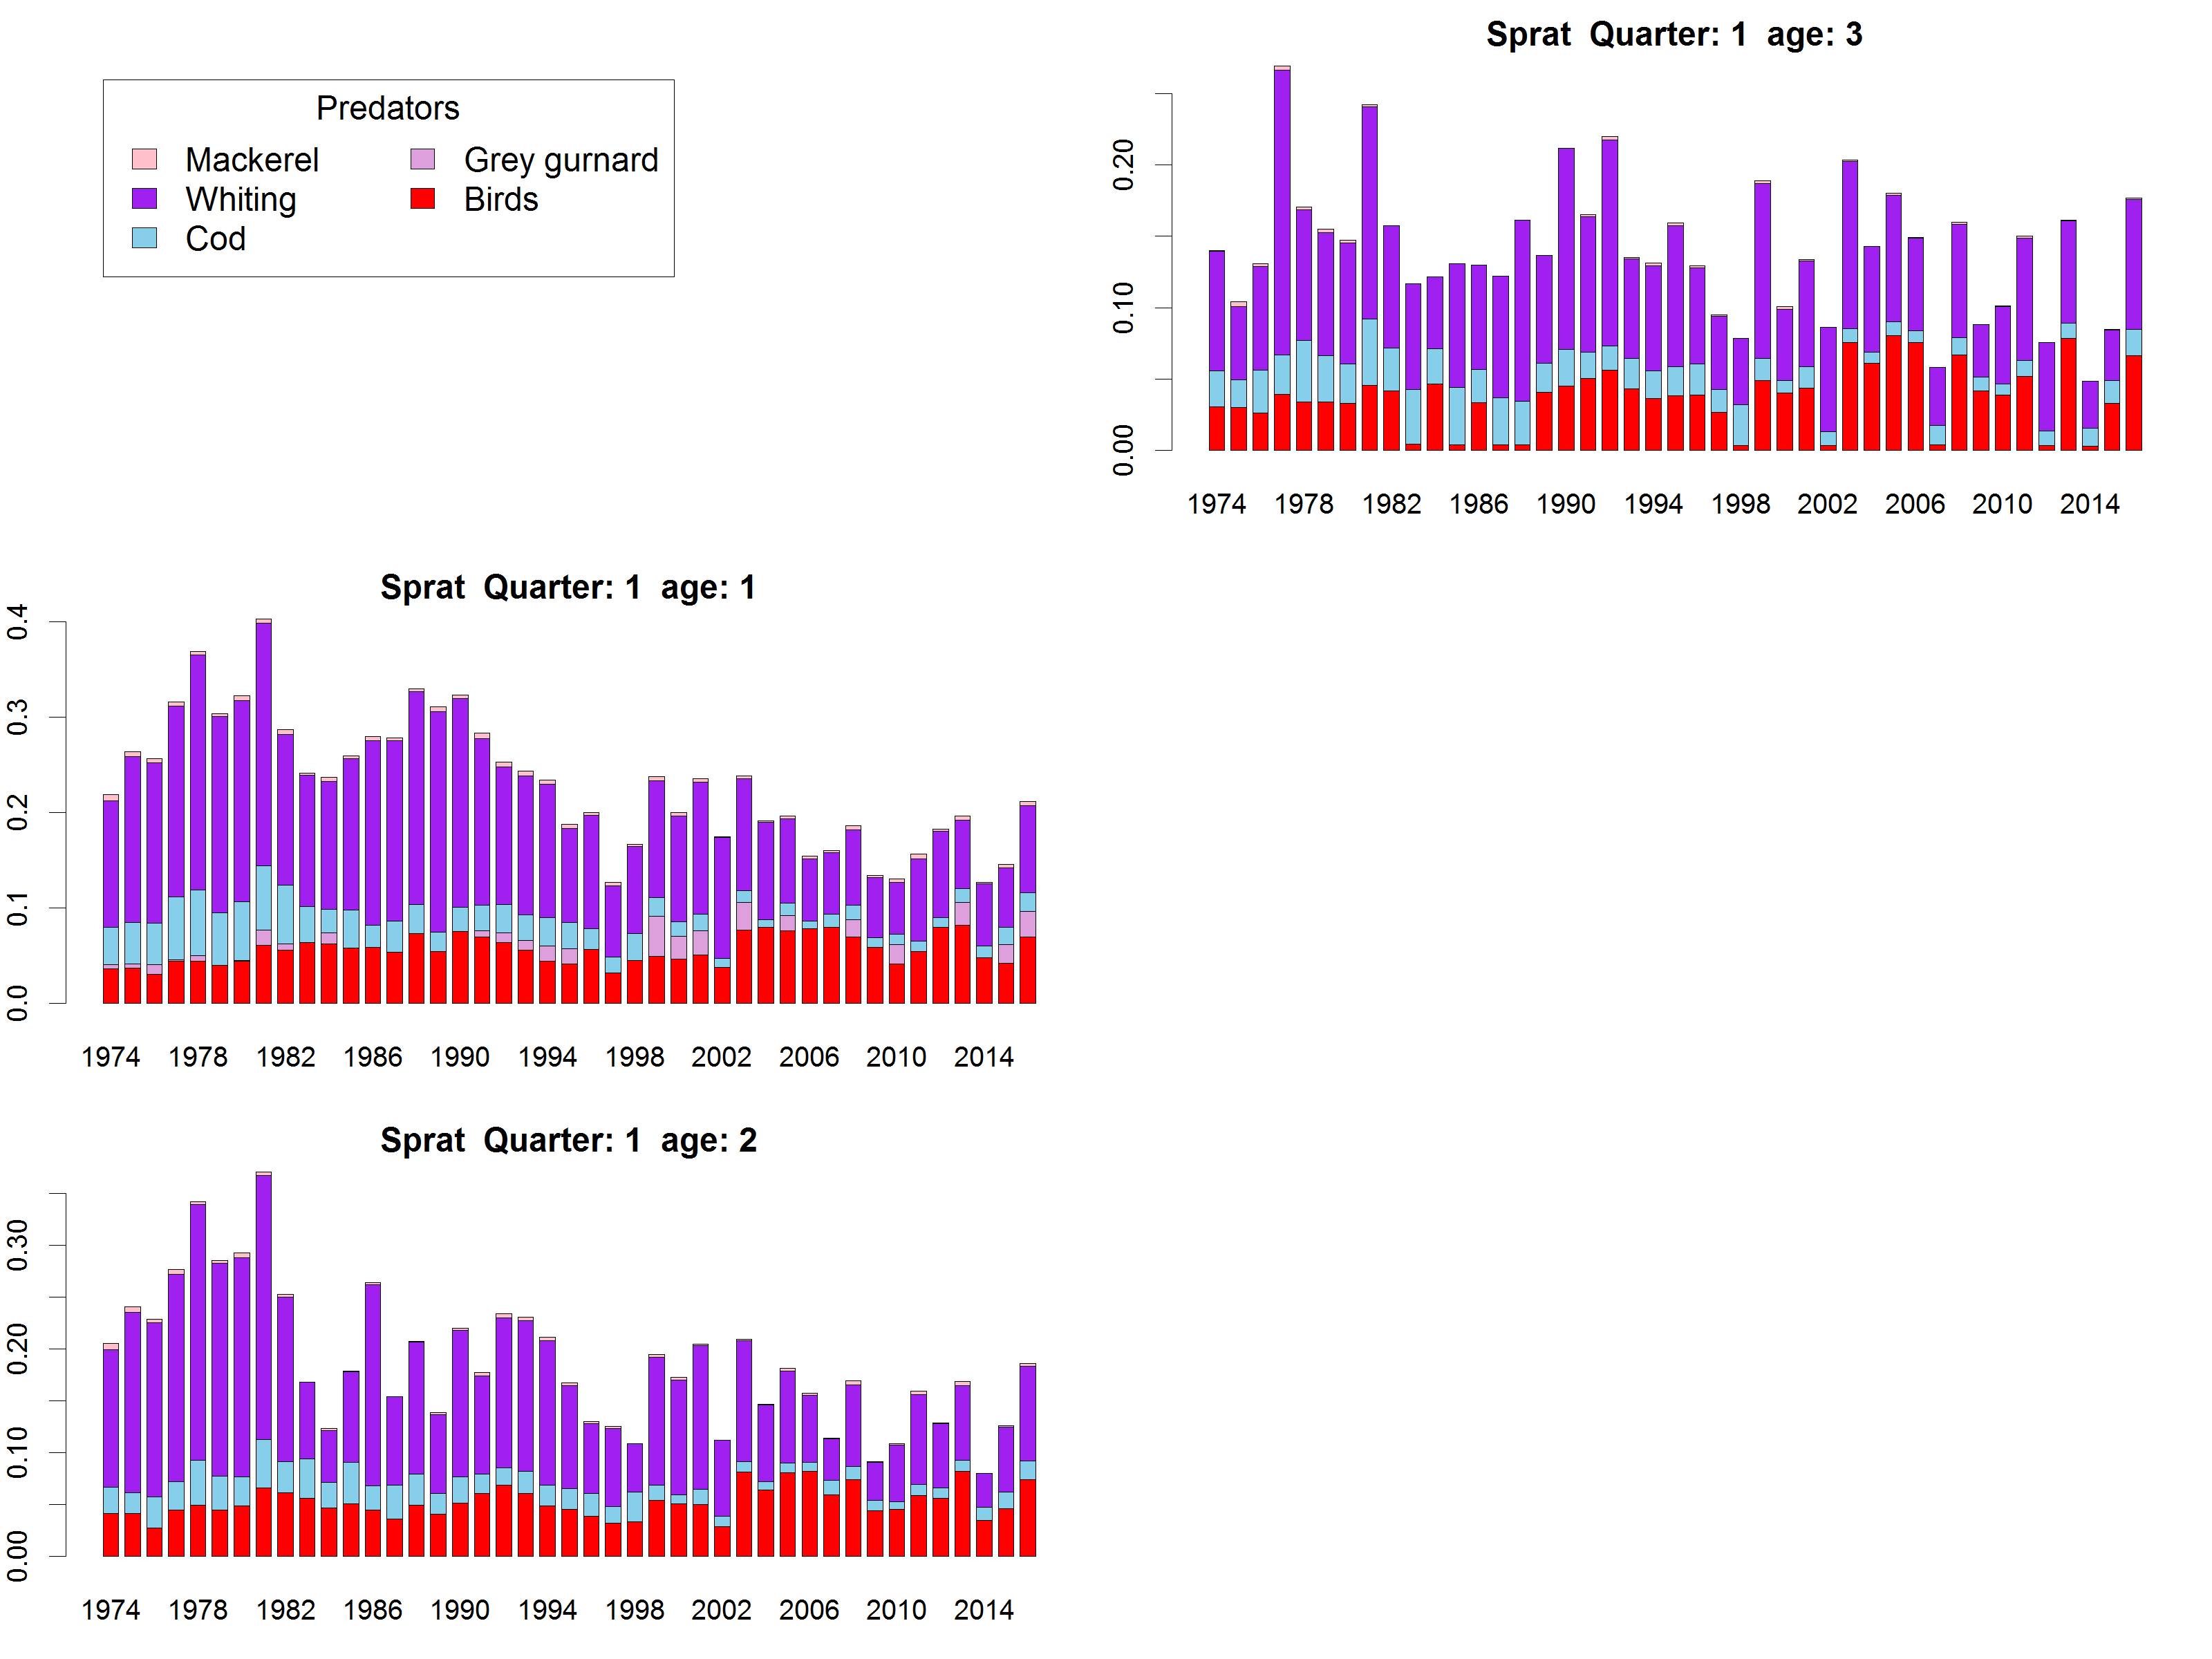 Predators
Mackerel Grey gurnard
Whiting Birds
Cod
Sprat Quarter: 1 age: 3
0.20
0.10
0.00
1974 1978 1982 1986 1990 1994 1998 2002 2006 2010 2014
Sprat Quarter: 1 age: 1
0.4
0.3
0.2
0.1
0.0
1974 1978 1982 1986 1990 1994 1998 2002 2006 2010 2014
Sprat Quarter: 1 age: 2
0.30
0.20
0.10
0.00
1974 1978 1982 1986 1990 1994 1998 2002 2006 2010 2014